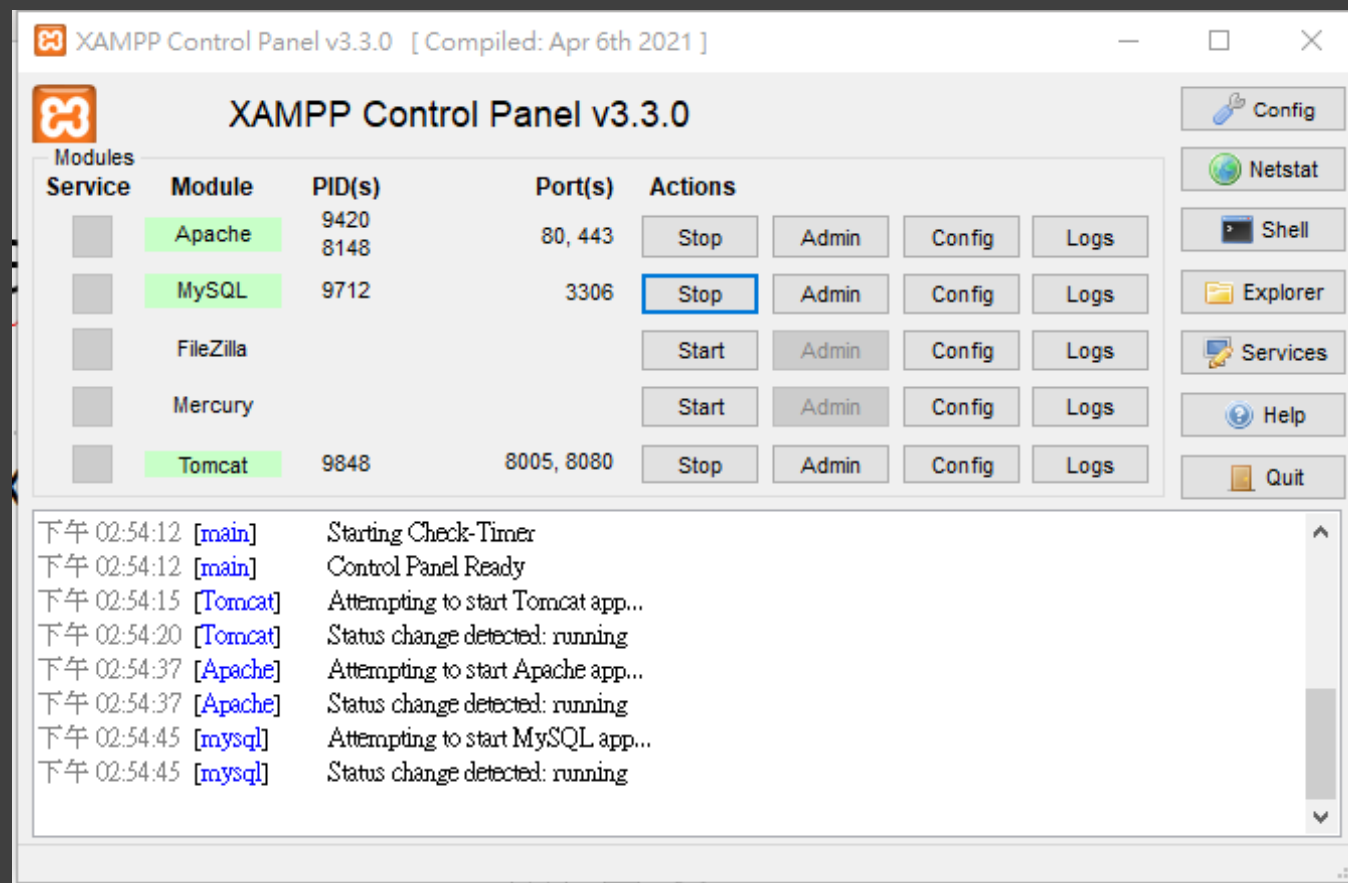 XAMPP Control Panel v3.3.0 [ Compiled: Apr 6th 2021 ]
XAMPP Control Panel v3.3.0
Config
Modules
Service Module PID(s) Port(s) Actions
Netstat
Apache 9420 8148 80, 443 Stop Admin Config Logs
Shell
MySQL 9712 3306 Stop Admin Config Logs
Explorer
FileZilla Start Admin Config Logs
Services
Mercury Start Admin Config Logs
Help
Tomcat 9848 8005, 8080 Stop Admin Config Logs
Quit
下午 02:54:12 [main] Starting Check-Timer
下午 02:54:12 [main] Control Panel Ready
下午 02:54:15 [Tomcat] Attempting to start Tomcat app...
下午 02:54:20 [Tomcat] Status change detected: running
下午 02:54:37 [Apache] Attempting to start Apache app...
下午 02:54:37 [Apache] Status change detected: running
下午 02:54:45 [mysql] Attempting to start MySQL app...
下午 02:54:45 [mysql] Status change detected: running